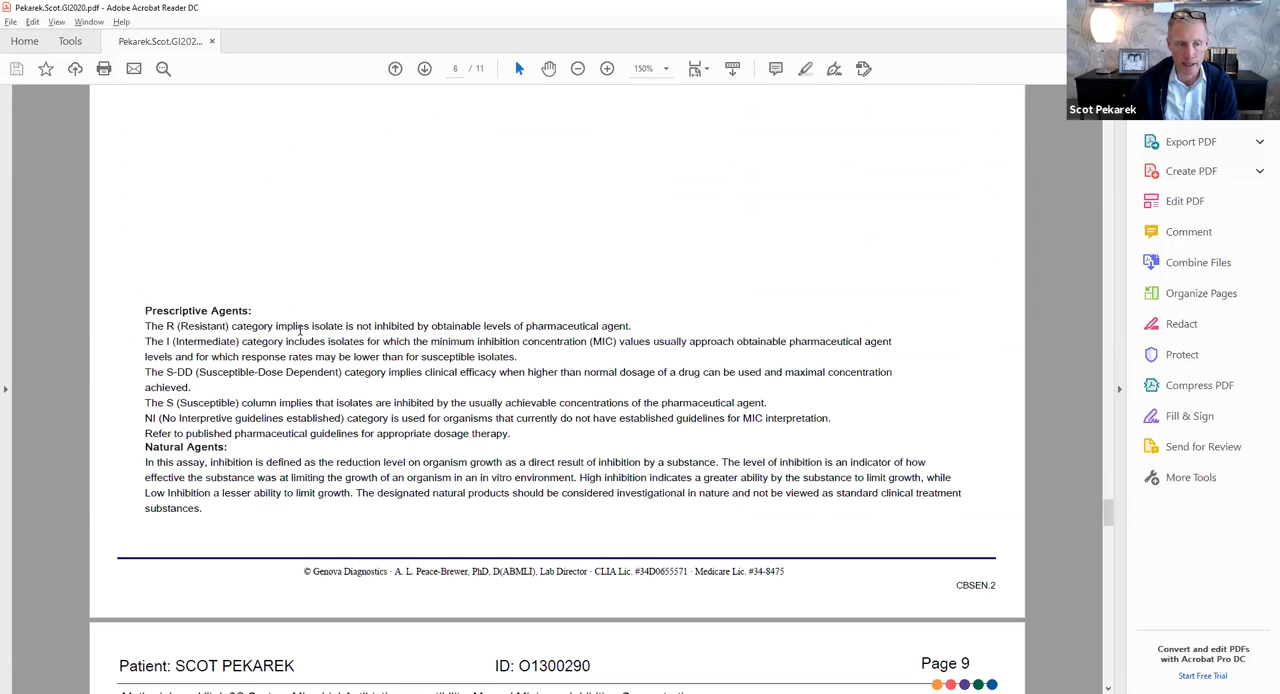 Pekarek.Scot.GI2020.pdf - Adobe Acrobat Reader DC
File Edit View Window Help
Home Tools Pekarek.Scot.GI202... ×
8 / 11 150%
Scot Pekarek
Export PDF
Create PDF
Edit PDF
Comment
Combine Files
Organize Pages
Redact
Protect
Compress PDF
Fill & Sign
Send for Review
More Tools
Convert and edit PDFs
with Acrobat Pro DC
Start Free Trial
Prescriptive Agents:
The R (Resistant) category implies isolate is not inhibited by obtainable levels of pharmaceutical agent.
The I (Intermediate) category includes isolates for which the minimum inhibition concentration (MIC) values usually approach obtainable pharmaceutical agent
levels and for which response rates may be lower than for susceptible isolates.
The S-DD (Susceptible-Dose Dependent) category implies clinical efficacy when higher than normal dosage of a drug can be used and maximal concentration
achieved.
The S (Susceptible) column implies that isolates are inhibited by the usually achievable concentrations of the pharmaceutical agent.
NI (No Interpretive guidelines established) category is used for organisms that currently do not have established guidelines for MIC interpretation.
Refer to published pharmaceutical guidelines for appropriate dosage therapy.
Natural Agents:
In this assay, inhibition is defined as the reduction level on organism growth as a direct result of inhibition by a substance. The level of inhibition is an indicator of how
effective the substance was at limiting the growth of an organism in an in vitro environment. High inhibition indicates a greater ability by the substance to limit growth, while
Low Inhibition a lesser ability to limit growth. The designated natural products should be considered investigational in nature and not be viewed as standard clinical treatment
substances.
© Genova Diagnostics · A. L. Peace-Brewer, PhD, D(ABMLI), Lab Director · CLIA Lic. #34D0655571 · Medicare Lic. #34-8475
CBSEN.2
Patient: SCOT PEKAREK ID: O1300290 Page 9